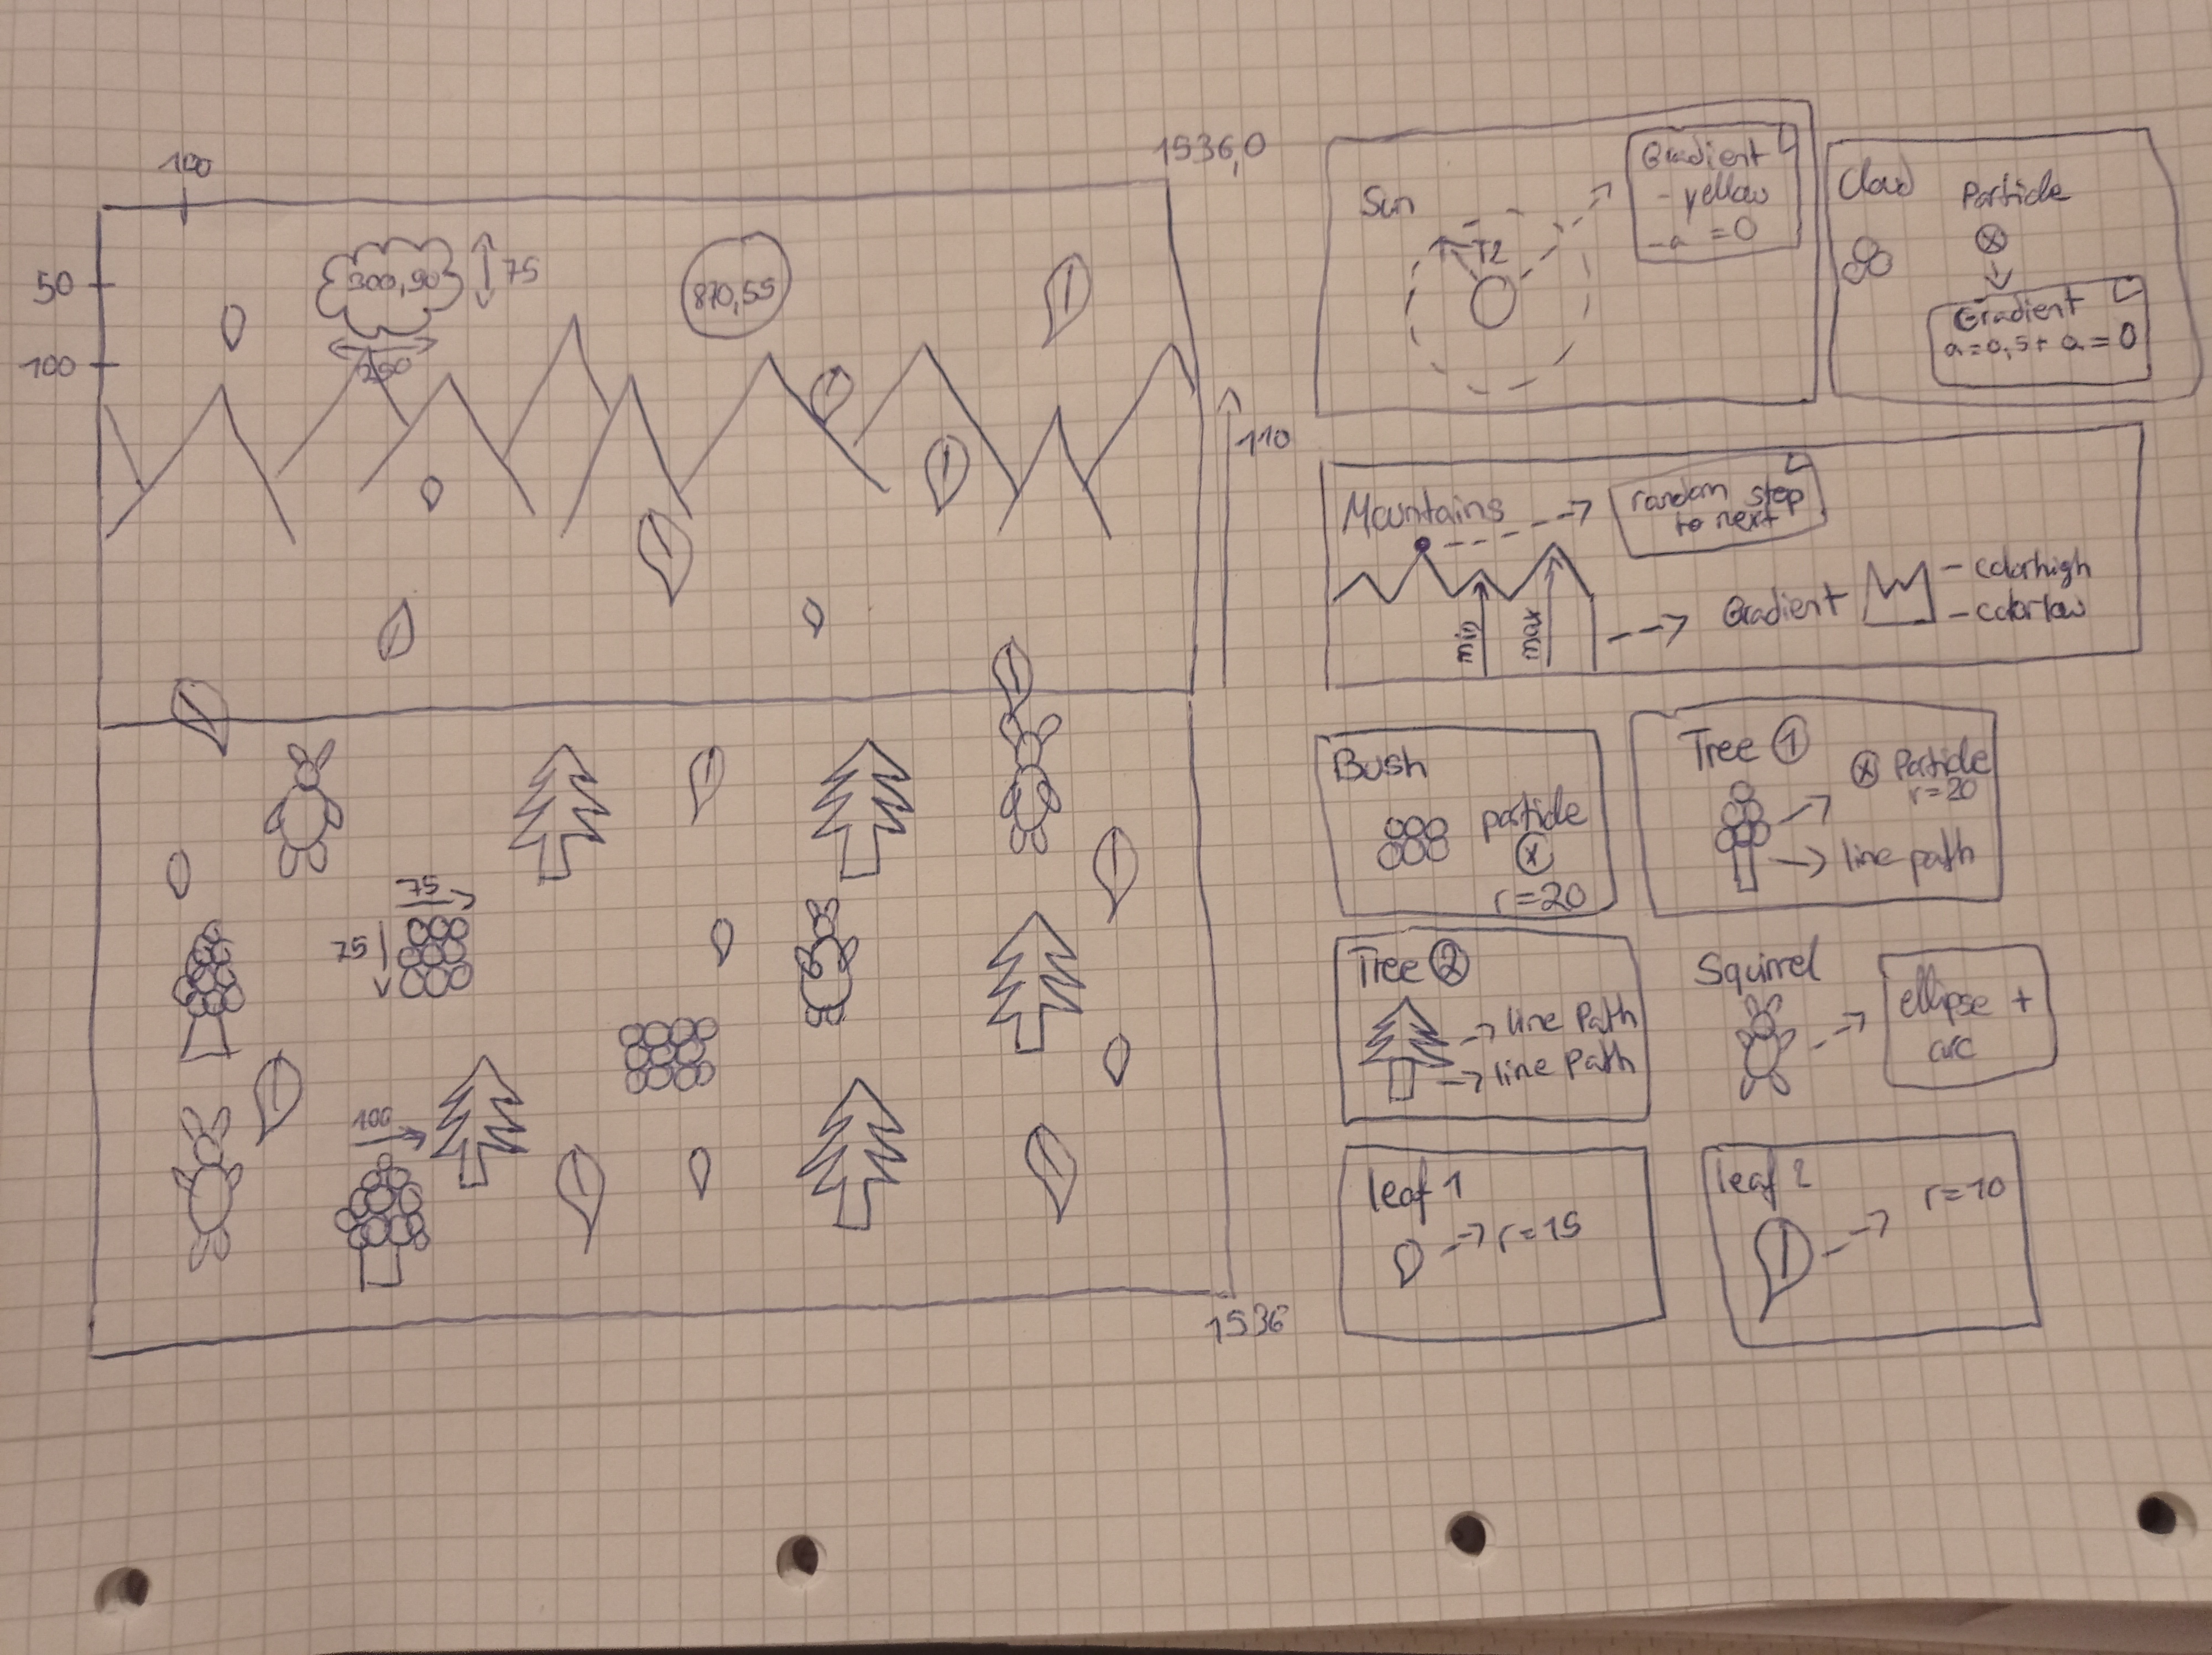 100
1536,0
50
100
300,90
75
250
870,55
110
75
75
100
1536
Sun
r2
Gradient
- yellow
- a = 0
Cloud
Particle
Gradient
a=0,5+ a=0
Mountains
random step
to next
min
max
Gradient
- colorhigh
- colorlow
Bush
particle
r=20
Tree ①
Particle
r=20
line path
Tree ②
line Path
line Path
Squirrel
ellipse +
arc
leaf 1
r=15
leaf 2
r=10